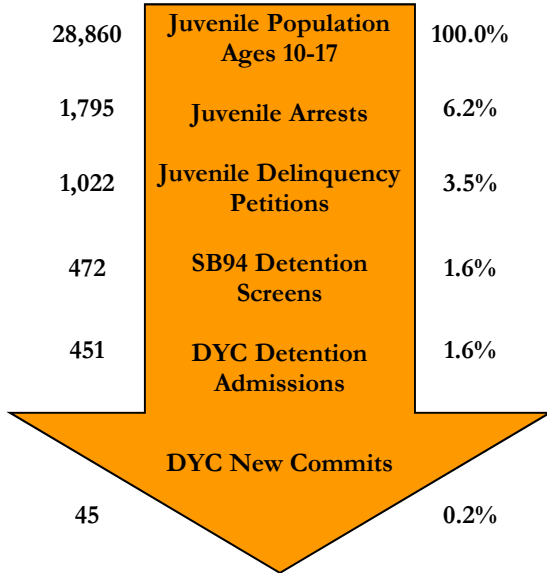 28,860 Juvenile Population 100.0%
Ages 10-17
1,795 Juvenile Arrests 6.2%
1,022 Juvenile Delinquency 3.5%
Petitions
472 SB94 Detention 1.6%
Screens
451 DYC Detention 1.6%
Admissions
DYC New Commits
45 0.2%